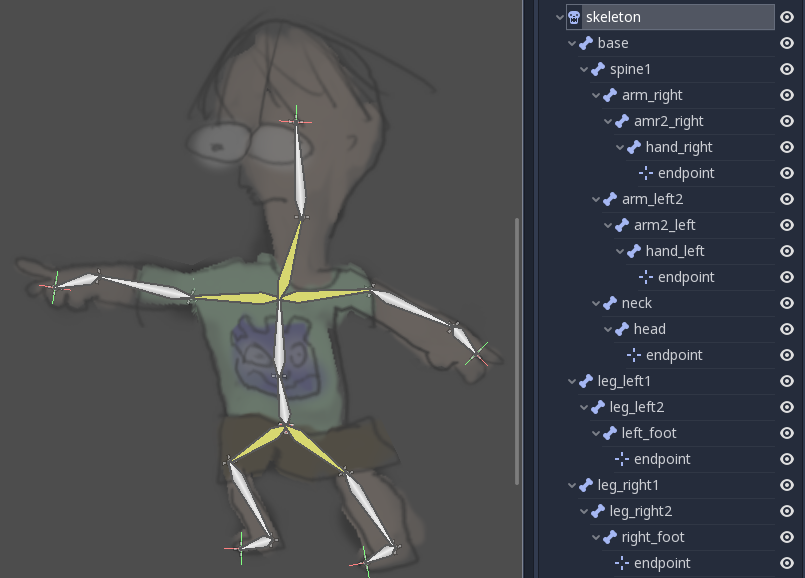 skeleton
base
spine1
arm_right
amr2_right
hand_right
endpoint
arm_left2
arm2_left
hand_left
endpoint
neck
head
endpoint
leg_left1
leg_left2
left_foot
endpoint
leg_right1
leg_right2
right_foot
endpoint